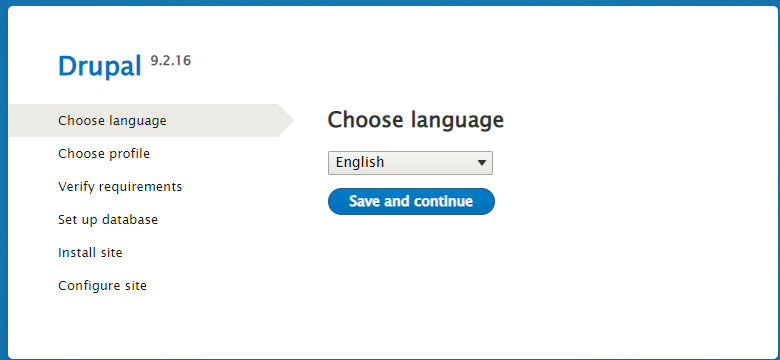 Drupal 9.2.16
Choose language
Choose profile
Verify requirements
Set up database
Install site
Configure site
Choose language
English
Save and continue